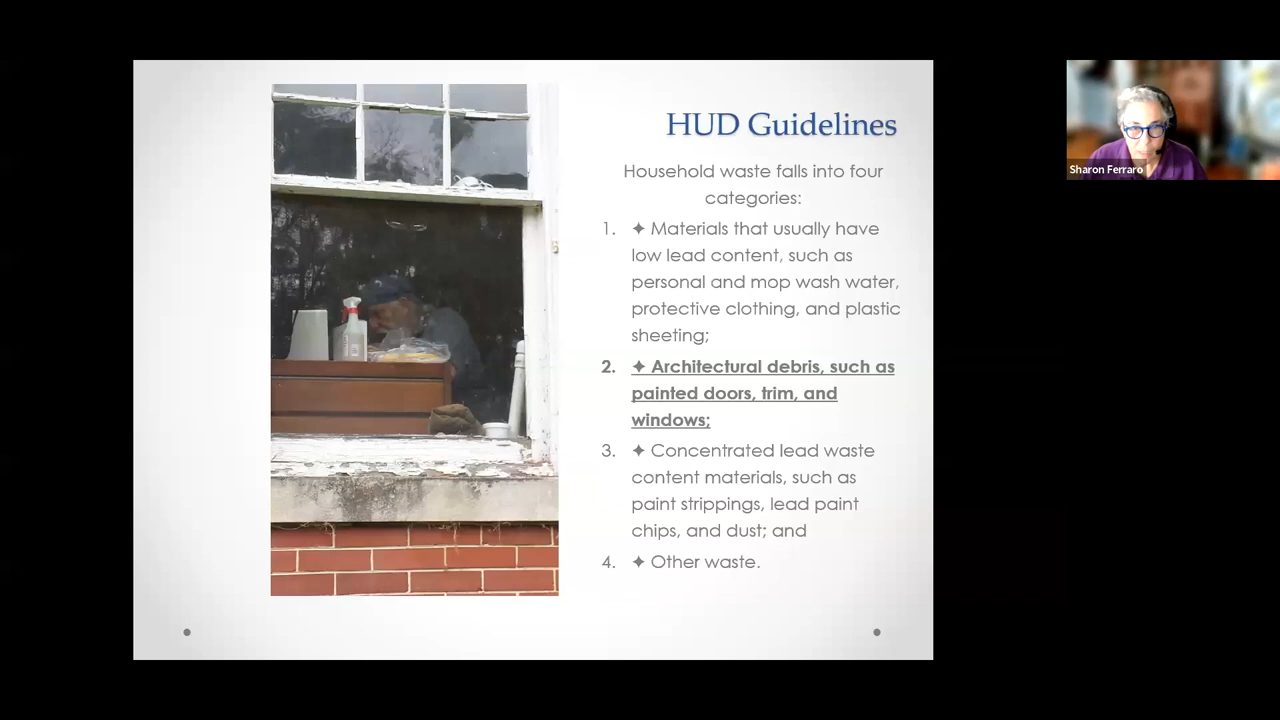 HUD Guidelines
Household waste falls into four
categories:
1. ✦ Materials that usually have
low lead content, such as
personal and mop wash water,
protective clothing, and plastic
sheeting;
2. ✦ Architectural debris, such as
painted doors, trim, and
windows;
3. ✦ Concentrated lead waste
content materials, such as
paint strippings, lead paint
chips, and dust; and
4. ✦ Other waste.
Sharon Ferraro